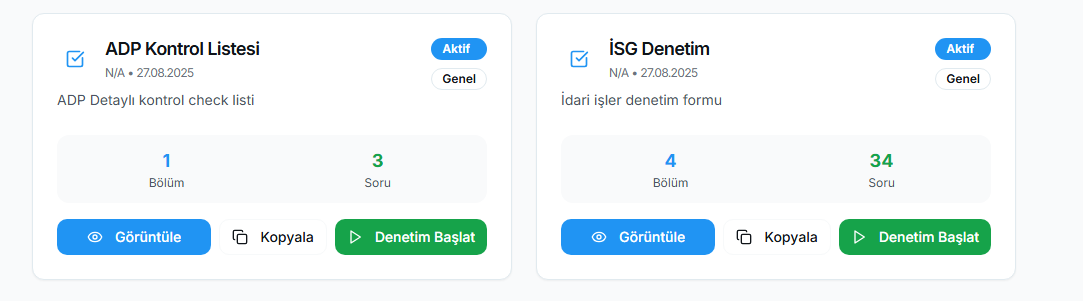 ADP Kontrol Listesi
N/A • 27.08.2025
Aktif
Genel
ADP Detaylı kontrol check listi
1
Bölüm
3
Soru
Görüntüle
Kopyala
Denetim Başlat
İSG Denetim
N/A • 27.08.2025
Aktif
Genel
İdari işler denetim formu
4
Bölüm
34
Soru
Görüntüle
Kopyala
Denetim Başlat